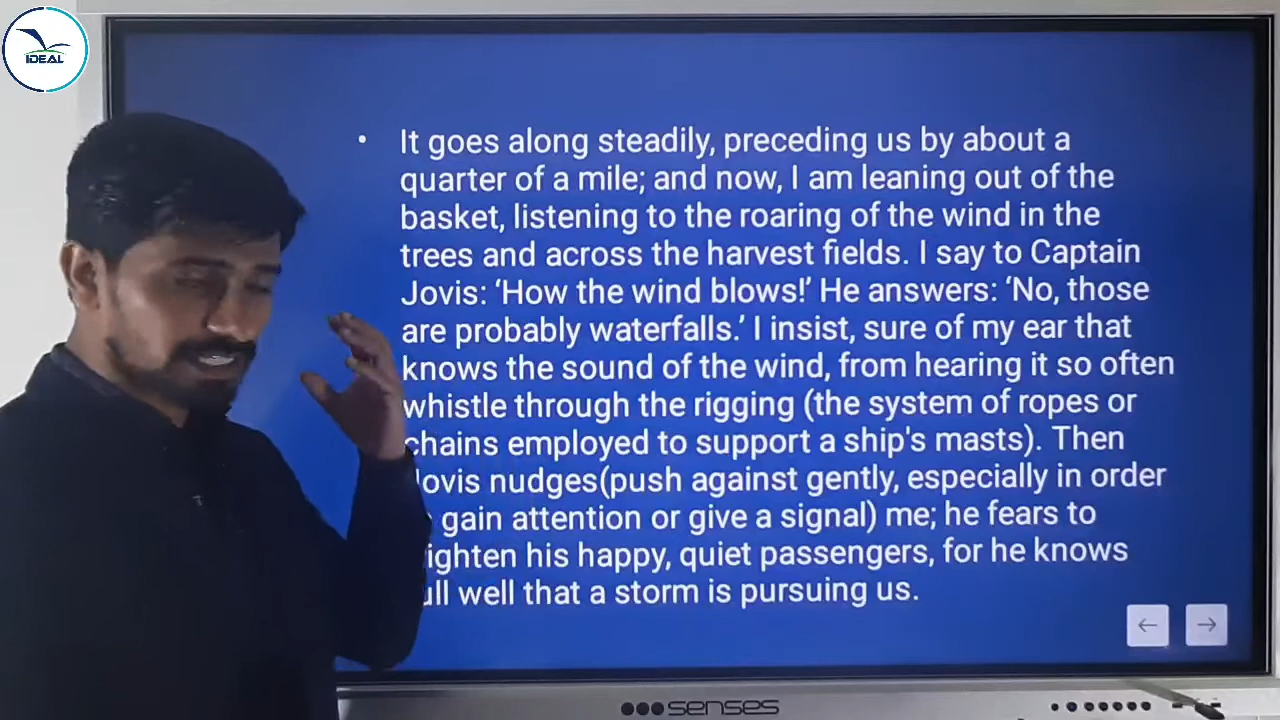 IDEAL
• It goes along steadily, preceding us by about a
quarter of a mile; and now, I am leaning out of the
basket, listening to the roaring of the wind in the
trees and across the harvest fields. I say to Captain
Jovis: ‘How the wind blows!’ He answers: ‘No, those
are probably waterfalls.’ I insist, sure of my ear that
knows the sound of the wind, from hearing it so often
whistle through the rigging (the system of ropes or
chains employed to support a ship's masts). Then
Jovis nudges(push against gently, especially in order
gain attention or give a signal) me; he fears to
ighten his happy, quiet passengers, for he knows
ull well that a storm is pursuing us.
← →
senses